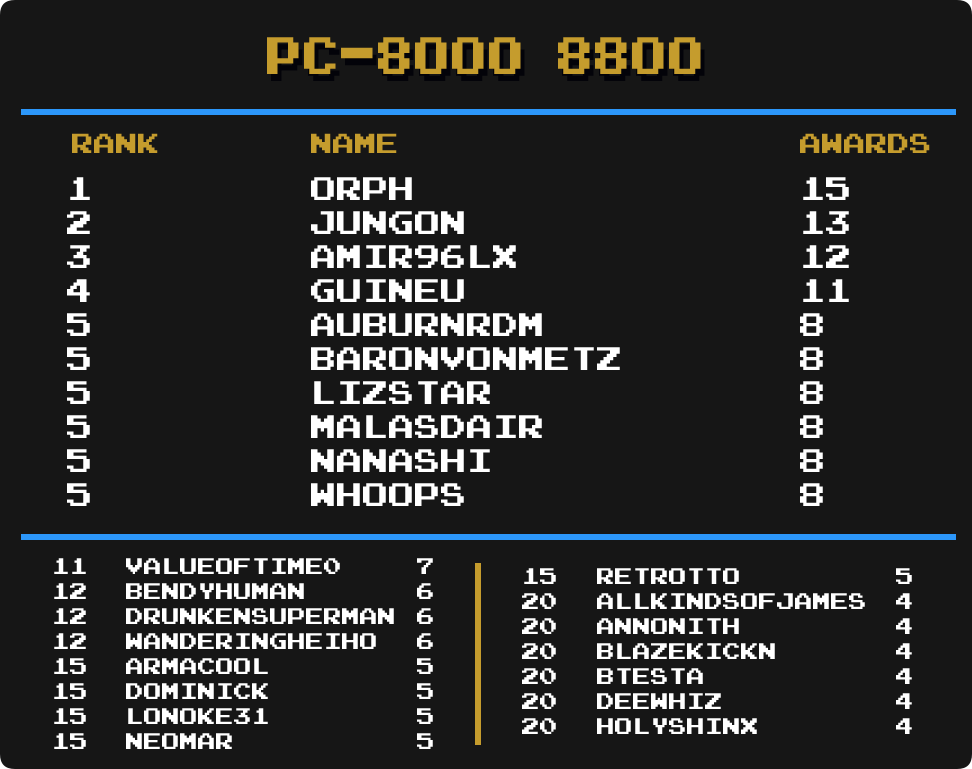 PC-8000 8800
RANK NAME AWARDS
1 ORPH 15
2 JUNGON 13
3 AMIR96LX 12
4 GUINEU 11
5 AUBURNRDM 8
5 BARONVONMETZ 8
5 LIZSTAR 8
5 MALASDAIR 8
5 NANASHI 8
5 WHOOPS 8
11 VALUEOFTIME0 7
12 BENDYHUMAN 6
12 DRUNKENSUPERMAN 6
12 WANDERINGHEIHO 6
15 ARMACOOL 5
15 DOMINICK 5
15 LONOKE31 5
15 NEOMAR 5
15 RETROTTO 5
20 ALLKINDSOFJAMES 4
20 ANNONITH 4
20 BLAZEKICKN 4
20 BTESTA 4
20 DEEWHIZ 4
20 HOLYSHINX 4